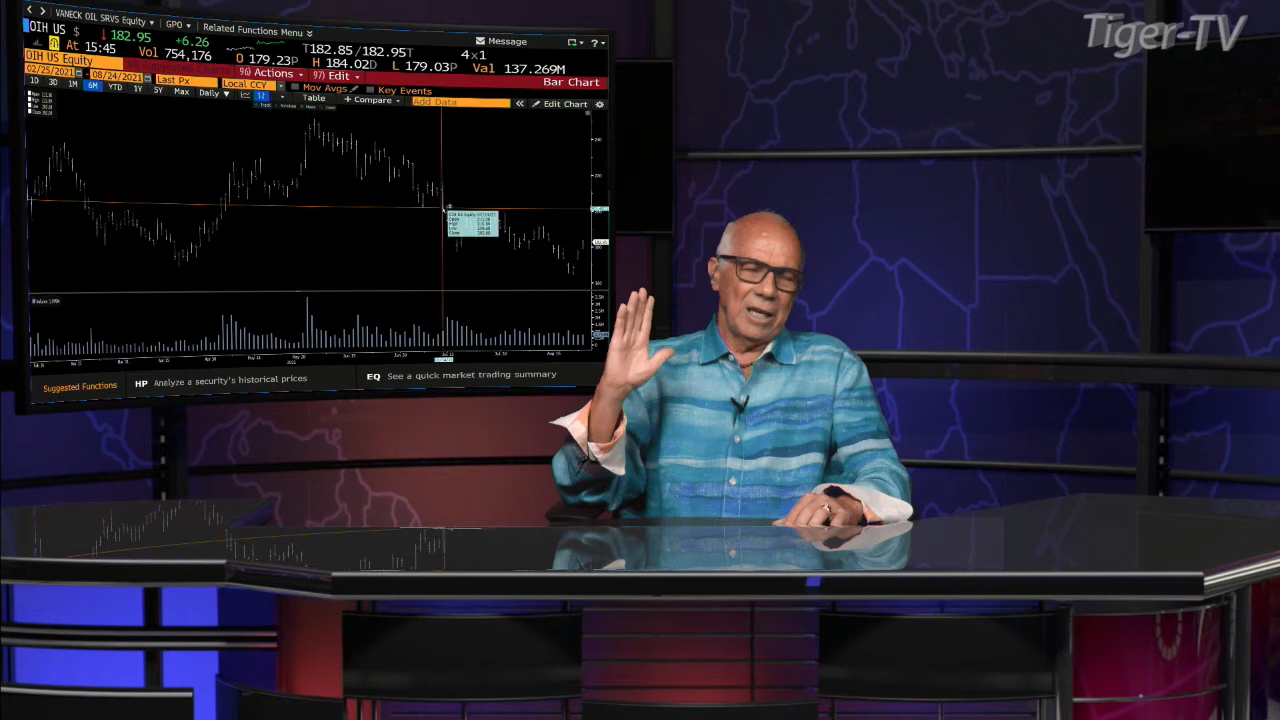 VANECK OIL SRVS Equity GPO Related Functions Menu
OIH US $ ↓ 182.95 +6.26 T182.85/182.95T 4x1 Message
At 15:45 Vol 754,176 O 179.23P H 184.02D L 179.03P Val 137.269M
OIH US Equity 96) Actions 97) Edit Bar Chart
02/25/2021 - 08/24/2021 Last Px Local CCY Mov Avgs Key Events
1D 3D 1M 6M YTD 1Y 5Y Max Daily Table + Compare Add Data « Edit Chart
Suggested Functions HP Analyze a security's historical prices EQ See a quick market trading summary
Tiger-TV